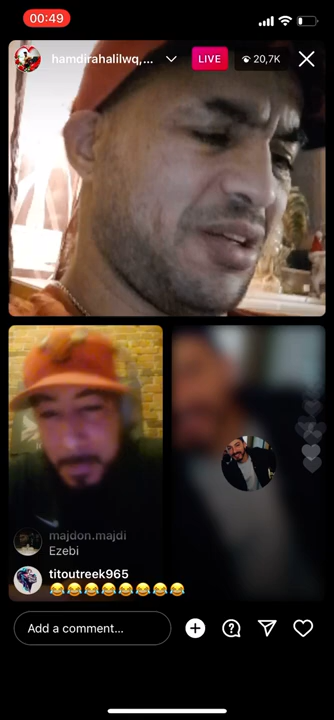 00:49
hamdirahalilwq,...
LIVE
20,7K
majdon.majdi
Ezebi
titoutreek965
😂😂😂😂😂😂😂😂
Add a comment...